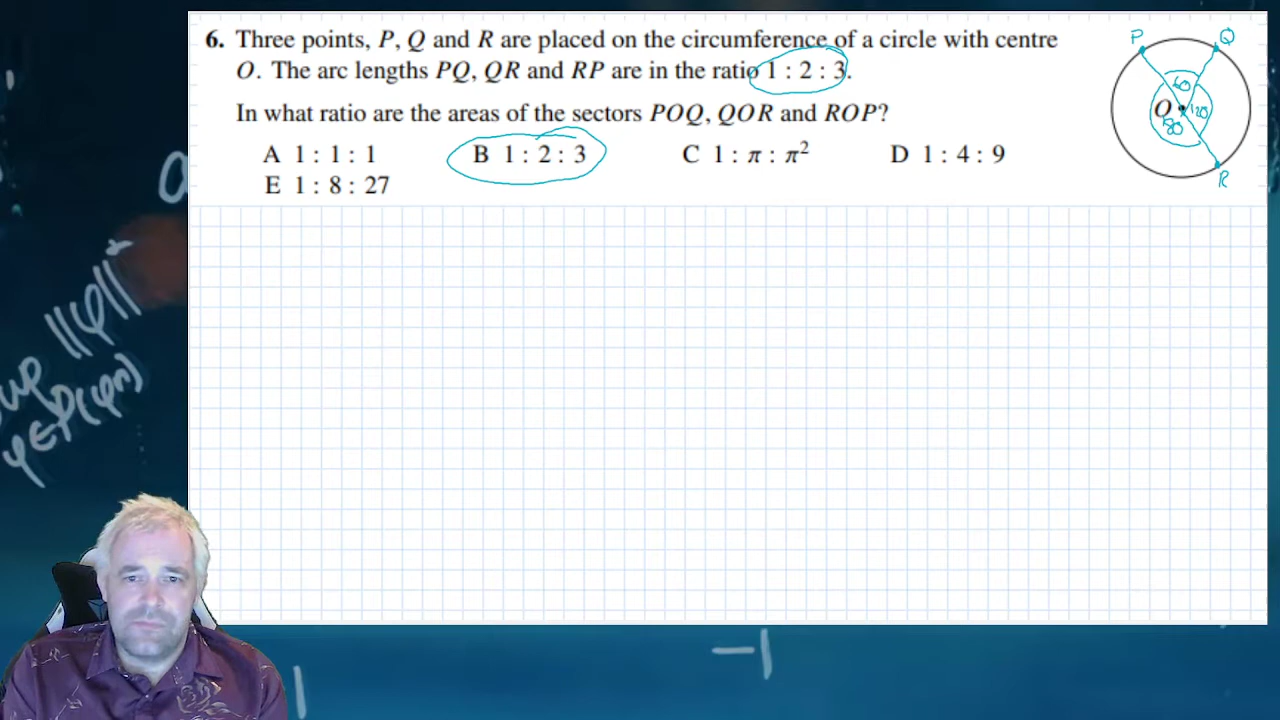 6. Three points, P, Q and R are placed on the circumference of a circle with centre
O. The arc lengths PQ, QR and RP are in the ratio 1 : 2 : 3.
In what ratio are the areas of the sectors POQ, QOR and ROP?
A 1 : 1 : 1
B 1 : 2 : 3
C 1 : π : π²
D 1 : 4 : 9
E 1 : 8 : 27
P
Q
60
O
120
180
R
||φ||
φ∈P(φn)
-1